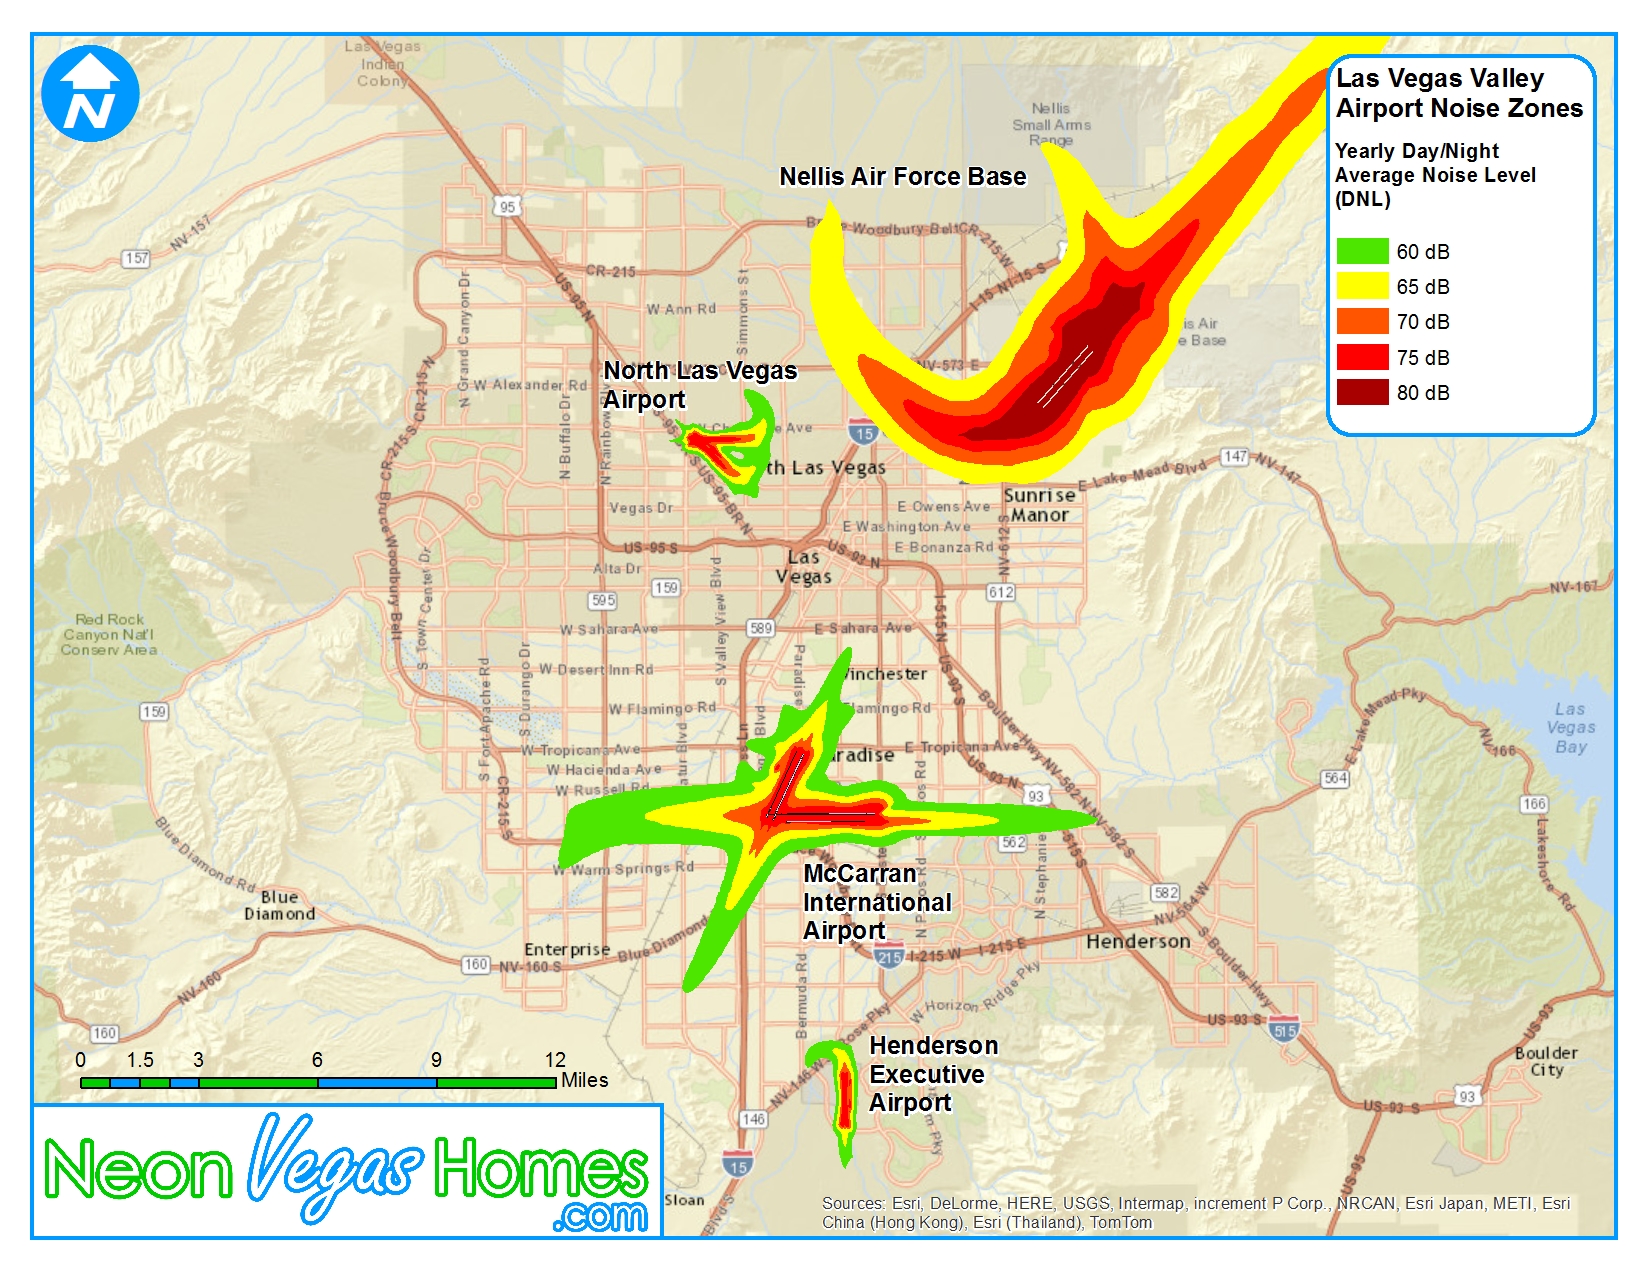 Las Vegas
Indian
Colony
N
Las Vegas Valley
Airport Noise Zones
Yearly Day/Night
Average Noise Level
(DNL)
60 dB
65 dB
70 dB
75 dB
80 dB
Nellis
Small Arms
Range
Nellis Air Force Base
95
NV-157
157
Woodbury Belt
CR-215-W
CR-215
US-95 N
I-15 N
I-15 S
N Grand Canyon Dr
W Ann Rd
Simmons St
is Air
e Base
NV-573 E
North Las Vegas
Airport
W Alexander Rd
CR-215-N
CR-215-S
N Buffalo Dr
N Rainbow Blv
Ave
15
th Las Vegas
147
NV-147
E Lake Mead Blvd
Sunrise
Manor
US-95-BR-N
Vegas Dr
E Owens Ave
E Washington Ave
E Bonanza Rd
NV-612-S
US-95 S
US-93 N
Las
Vegas
Alta Dr
159
595
612
NV-167
Bruce Woodbury Belt
S Town Center Dr
S Valley View Blvd
I-515 N
US-93-S
Red Rock
Canyon Nat'l
Conserv Area
W Sahara Ave
589
E Sahara Ave
W Desert Inn Rd
Paradise
Winchester
S Fort Apache Rd
S Durango Dr
159
W Flamingo Rd
Flamingo Rd
Boulder Hwy
NV-582-N
E Lake Mead Pky
Las
Vegas
Bay
NV-166
W Tropicana Ave
aradise
E Tropicana Ave
W Hacienda Ave
W Russell Rd
US-93-N
93
564
166
CR-215 S
NV-582-S
Blue Diamond Rd
562
515-S
Lakeshore Rd
W Warm Springs Rd
McCarran
International
Airport
N Stephanie
582
NV-564-W
Blue
Diamond
Henderson
S Boulder Hwy
Enterprise
Blue Diamond
160
NV-160 S
NV-160
215
I-215 W
I-215 E
Bermuda Rd
W Horizon Ridge Pky
US-93 S
515
US-93
160
Henderson
Executive
Airport
Boulder
City
0 1.5 3 6 9 12
Miles
NV-146-W
93
US-93 S
146
15
US-95
Sloan
Neon Vegas Homes
.com
Sources: Esri, DeLorme, HERE, USGS, Intermap, increment P Corp., NRCAN, Esri Japan, METI, Esri
China (Hong Kong), Esri (Thailand), TomTom